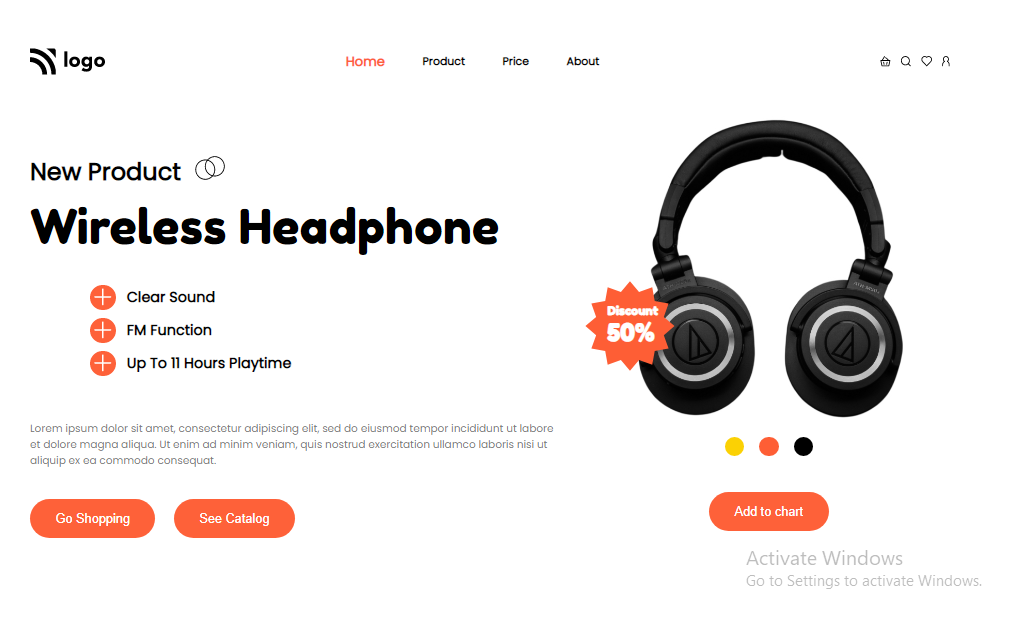 logo
Home Product Price About
New Product
Wireless Headphone
Clear Sound
FM Function
Up To 11 Hours Playtime
Discount
50%
Lorem ipsum dolor sit amet, consectetur adipiscing elit, sed do eiusmod tempor incididunt ut labore
et dolore magna aliqua. Ut enim ad minim veniam, quis nostrud exercitation ullamco laboris nisi ut
aliquip ex ea commodo consequat.
Go Shopping See Catalog
Add to chart
Activate Windows
Go to Settings to activate Windows.